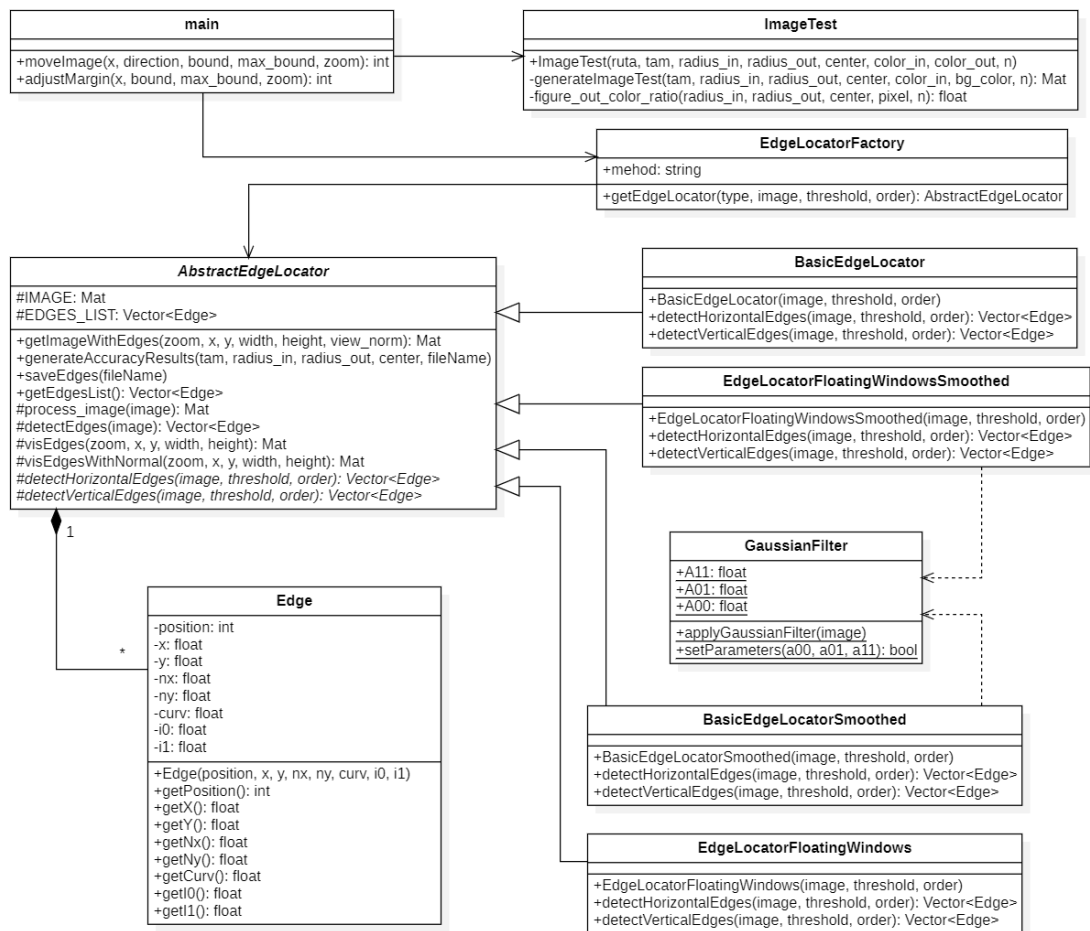 main
+moveImage(x, direction, bound, max_bound, zoom): int
+adjustMargin(x, bound, max_bound, zoom): int
ImageTest
+ImageTest(ruta, tam, radius_in, radius_out, center, color_in, color_out, n)
-generateImageTest(tam, radius_in, radius_out, center, color_in, bg_color, n): Mat
-figure_out_color_ratio(radius_in, radius_out, center, pixel, n): float
EdgeLocatorFactory
+mehod: string
+getEdgeLocator(type, image, threshold, order): AbstractEdgeLocator
AbstractEdgeLocator
#IMAGE: Mat
#EDGES_LIST: Vector<Edge>
+getImageWithEdges(zoom, x, y, width, height, view_norm): Mat
+generateAccuracyResults(tam, radius_in, radius_out, center, fileName)
+saveEdges(fileName)
+getEdgesList(): Vector<Edge>
#process_image(image): Mat
#detectEdges(image): Vector<Edge>
#visEdges(zoom, x, y, width, height): Mat
#visEdgesWithNormal(zoom, x, y, width, height): Mat
#detectHorizontalEdges(image, threshold, order): Vector<Edge>
#detectVerticalEdges(image, threshold, order): Vector<Edge>
1
*
BasicEdgeLocator
+BasicEdgeLocator(image, threshold, order)
+detectHorizontalEdges(image, threshold, order): Vector<Edge>
+detectVerticalEdges(image, threshold, order): Vector<Edge>
EdgeLocatorFloatingWindowsSmoothed
+EdgeLocatorFloatingWindowsSmoothed(image, threshold, order)
+detectHorizontalEdges(image, threshold, order): Vector<Edge>
+detectVerticalEdges(image, threshold, order): Vector<Edge>
GaussianFilter
+A11: float
+A01: float
+A00: float
+applyGaussianFilter(image)
+setParameters(a00, a01, a11): bool
Edge
-position: int
-x: float
-y: float
-nx: float
-ny: float
-curv: float
-i0: float
-i1: float
+Edge(position, x, y, nx, ny, curv, i0, i1)
+getPosition(): int
+getX(): float
+getY(): float
+getNx(): float
+getNy(): float
+getCurv(): float
+getI0(): float
+getI1(): float
BasicEdgeLocatorSmoothed
+BasicEdgeLocatorSmoothed(image, threshold, order)
+detectHorizontalEdges(image, threshold, order): Vector<Edge>
+detectVerticalEdges(image, threshold, order): Vector<Edge>
EdgeLocatorFloatingWindows
+EdgeLocatorFloatingWindows(image, threshold, order)
+detectHorizontalEdges(image, threshold, order): Vector<Edge>
+detectVerticalEdges(image, threshold, order): Vector<Edge>